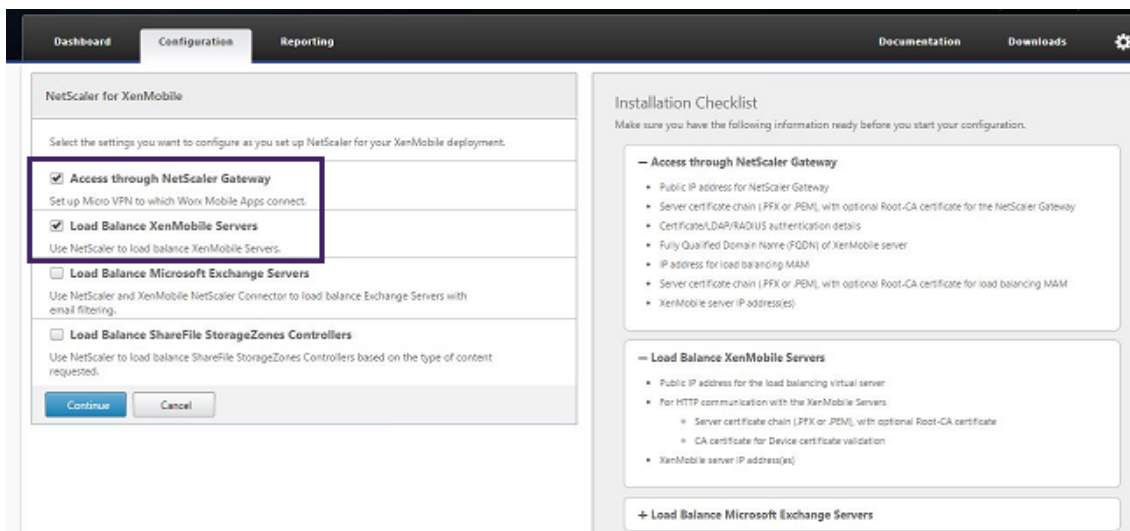 Dashboard Configuration Reporting Documentation Downloads
NetScaler for XenMobile
Select the settings you want to configure as you set up NetScaler for your XenMobile deployment.
Access through NetScaler Gateway
Set up Micro VPN to which Worx Mobile Apps connect.
Load Balance XenMobile Servers
Use NetScaler to load balance XenMobile Servers.
Load Balance Microsoft Exchange Servers
Use NetScaler and XenMobile NetScaler Connector to load balance Exchange Servers with
email filtering.
Load Balance ShareFile StorageZones Controllers
Use NetScaler to load balance ShareFile StorageZones Controllers based on the type of content
requested.
Continue Cancel
Installation Checklist
Make sure you have the following information ready before you start your configuration.
— Access through NetScaler Gateway
• Public IP address for NetScaler Gateway
• Server certificate chain (.PFX or .PEM), with optional Root-CA certificate for the NetScaler Gateway
• Certificate/LDAP/RADIUS authentication details
• Fully Qualified Domain Name (FQDN) of XenMobile server
• IP address for load balancing MAM
• Server certificate chain (.PFX or .PEM), with optional Root-CA certificate for load balancing MAM
• XenMobile server IP address(es)
— Load Balance XenMobile Servers
• Public IP address for the load balancing virtual server
• For HTTP communication with the XenMobile Servers
Server certificate chain (.PFX or .PEM), with optional Root-CA certificate
CA certificate for Device certificate validation
• XenMobile server IP address(es)
+ Load Balance Microsoft Exchange Servers